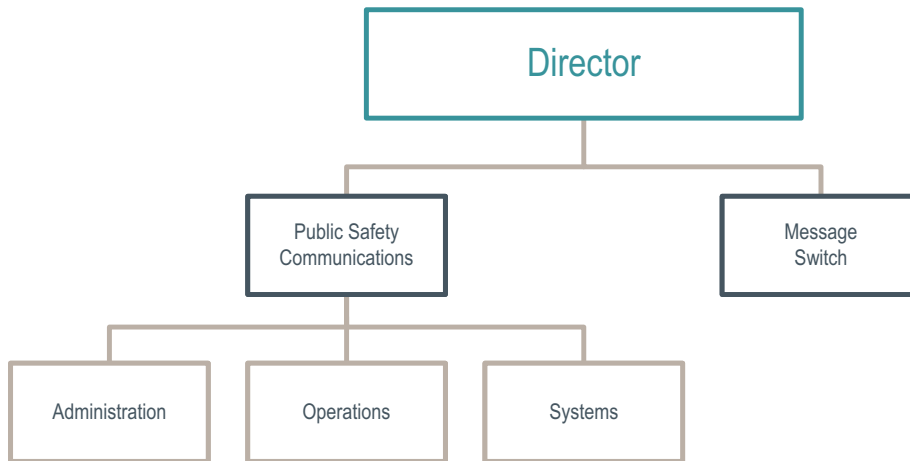 Director
Public Safety
Communications
Message
Switch
Administration
Operations
Systems